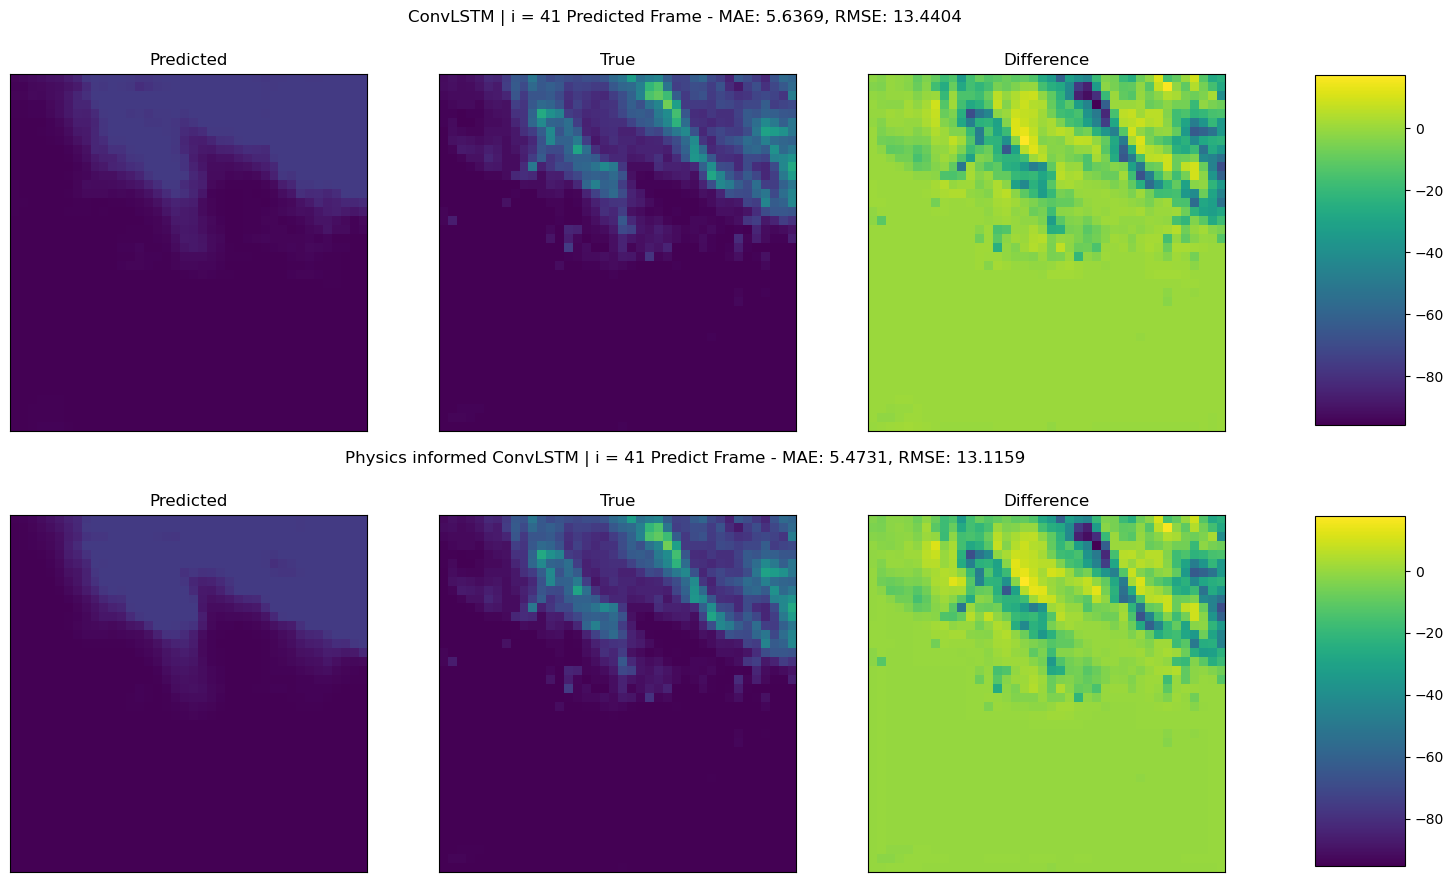 ConvLSTM | i = 41 Predicted Frame - MAE: 5.6369, RMSE: 13.4404
Predicted
True
Difference
0
−20
−40
−60
−80
Physics informed ConvLSTM | i = 41 Predict Frame - MAE: 5.4731, RMSE: 13.1159
Predicted
True
Difference
0
−20
−40
−60
−80